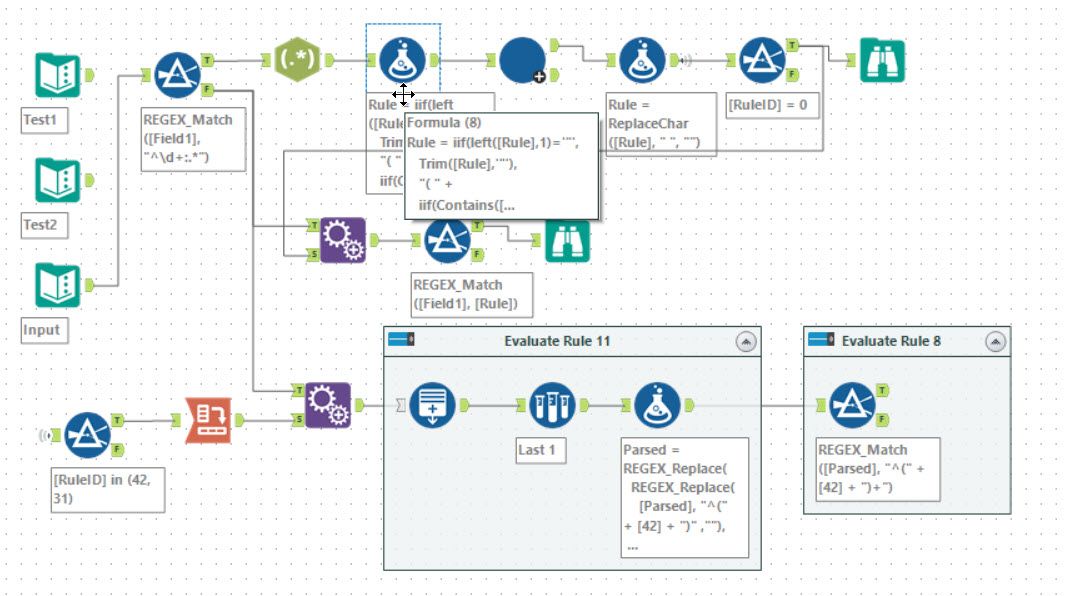 (.*)
T
F
T
F
Test1
REGEX_Match
([Field1],
"^\d+:.*")
Rule = iif(left
([Rule
Trim
"( "
iif(C
Formula (8)
Rule = iif(left([Rule],1)='"',
Trim([Rule],'"'),
"( " +
iif(Contains([...
Rule =
ReplaceChar
([Rule], " ", "")
[RuleID] = 0
Test2
T
S
T
F
REGEX_Match
([Field1], [Rule])
Input
Evaluate Rule 11
Evaluate Rule 8
T
F
T
S
T
F
[RuleID] in (42,
31)
Last 1
Parsed =
REGEX_Replace(
REGEX_Replace(
[Parsed], "^("
+ [42] + ")" ,""),
...
REGEX_Match
([Parsed], "^(" +
[42] + ")+")